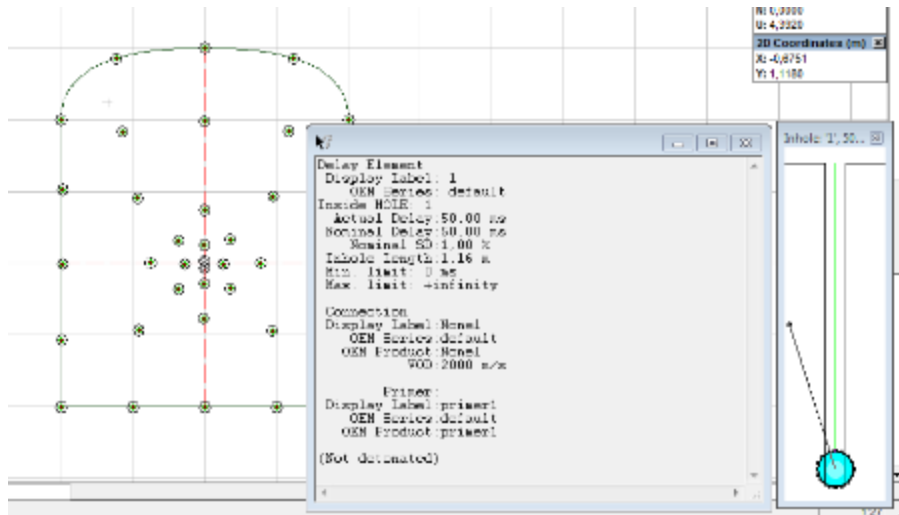 N: 0,0000
U: 4,3920
2D Coordinates (m)
X: -0,6751
Y: 1,1180
Inhole: '1', 50...
Delay Element
Display Label: 1
OEM Series: default
Inside HOLE: 1
Actual Delay:50.00 ms
Nominal Delay:50.00 ms
Nominal SD:1,00 %
Inhole Length:1.16 m
Min. limit: 0 ms
Max. limit: +infinity
Connection
Display Label:Nonel
OEM Series:default
OEM Product:Nonel
VOD:2000 m/s
Primer:
Display Label:primer1
OEM Series:default
OEM Product:primer1
(Not detonated)